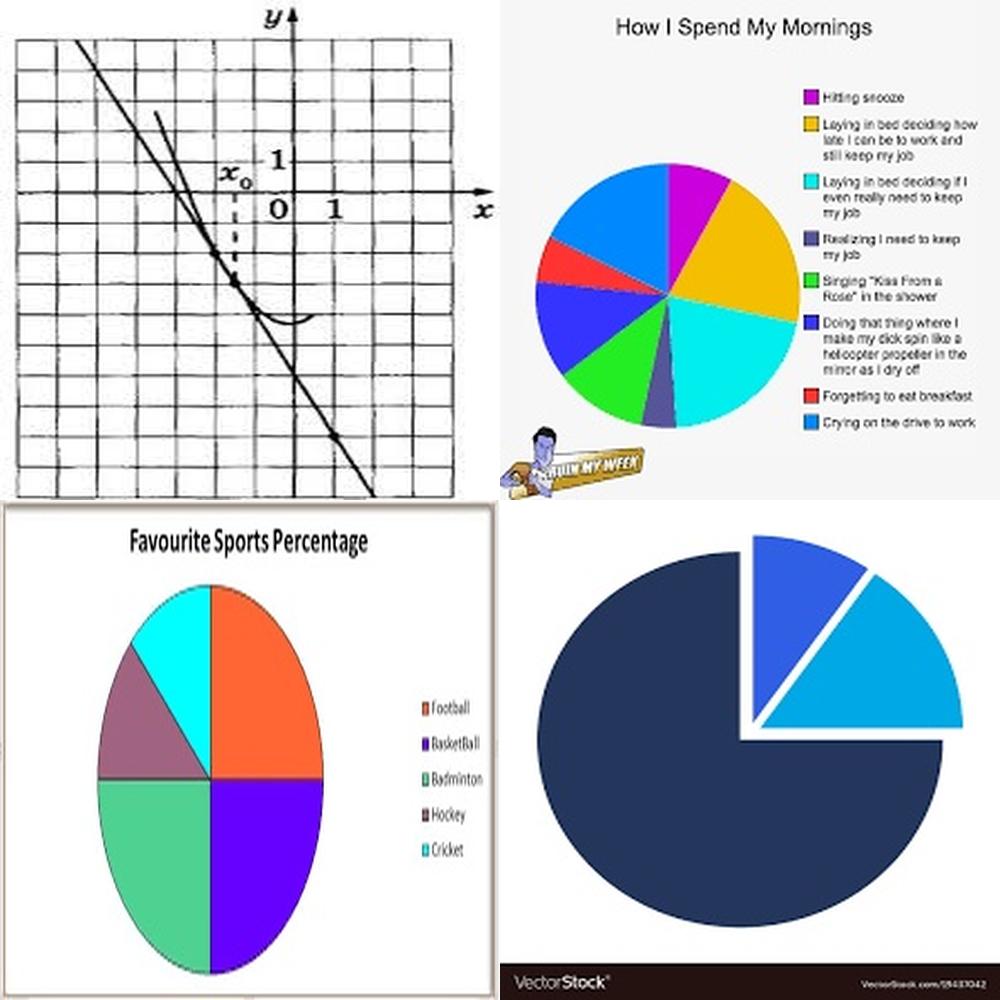 y
1
x₀
0 1
x
How I Spend My Mornings
Hitting snooze
Laying in bed deciding how
late I can be to work and
still keep my job
Laying in bed deciding if I
even really need to keep
my job
Realizing I need to keep
my job
Singing "Kiss From a
Rose" in the shower
Doing that thing where I
make my dick spin like a
helicopter propeller in the
mirror as I dry off
Forgetting to eat breakfast
Crying on the drive to work
RUIN MY WEEK
Favourite Sports Percentage
Football
BasketBall
Badminton
Hockey
Cricket
VectorStock®
VectorStock.com/19437042